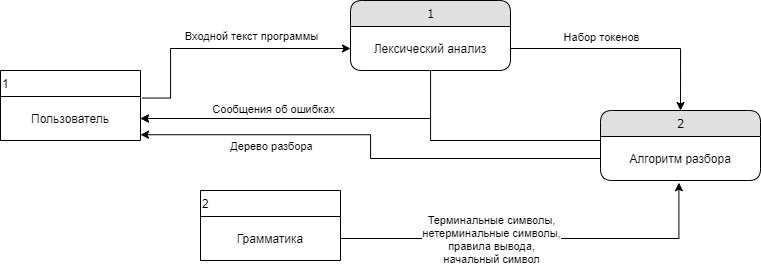 1
Лексический анализ
Входной текст программы
Набор токенов
1
Пользователь
Сообщения об ошибках
Дерево разбора
2
Алгоритм разбора
2
Грамматика
Терминальные символы,
нетерминальные символы,
правила вывода,
начальный символ